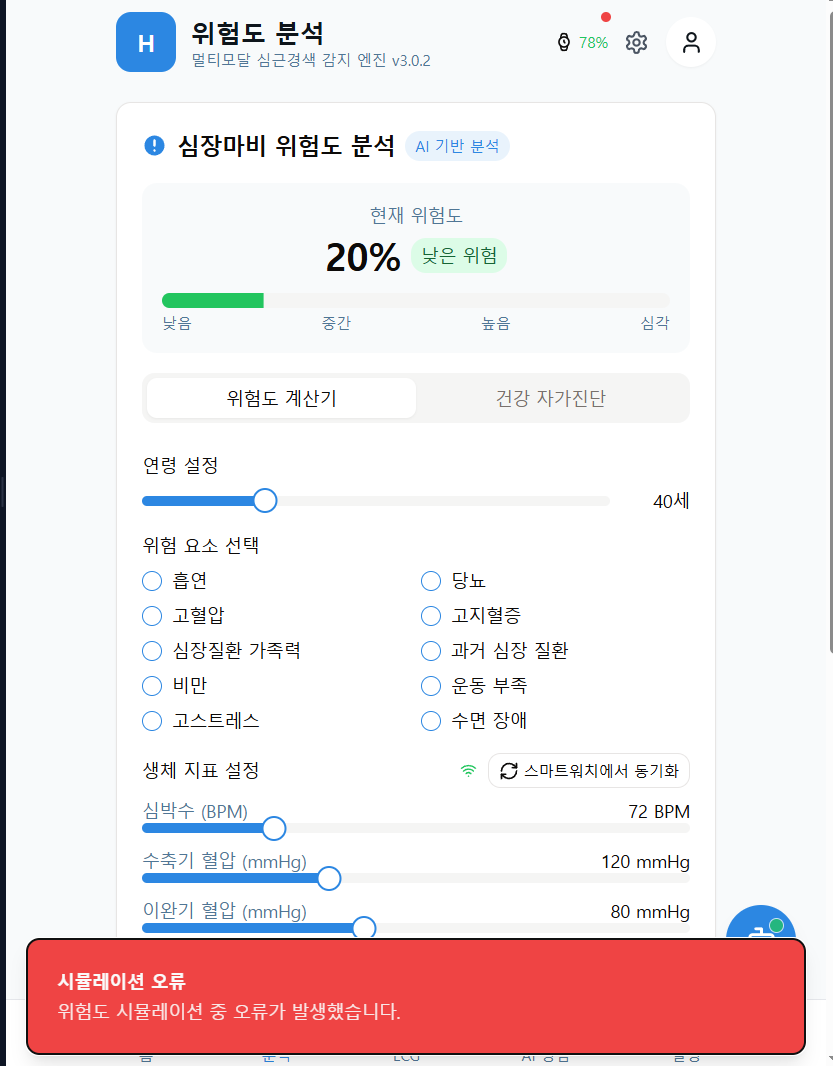 H
위험도 분석
멀티모달 심근경색 감지 엔진 v3.0.2
78%
심장마비 위험도 분석
AI 기반 분석
현재 위험도
20%
낮은 위험
낮음 중간 높음 심각
위험도 계산기 건강 자가진단
연령 설정
40세
위험 요소 선택
흡연 당뇨
고혈압 고지혈증
심장질환 가족력 과거 심장 질환
비만 운동 부족
고스트레스 수면 장애
생체 지표 설정 스마트워치에서 동기화
심박수 (BPM) 72 BPM
수축기 혈압 (mmHg) 120 mmHg
이완기 혈압 (mmHg) 80 mmHg
시뮬레이션 오류
위험도 시뮬레이션 중 오류가 발생했습니다.